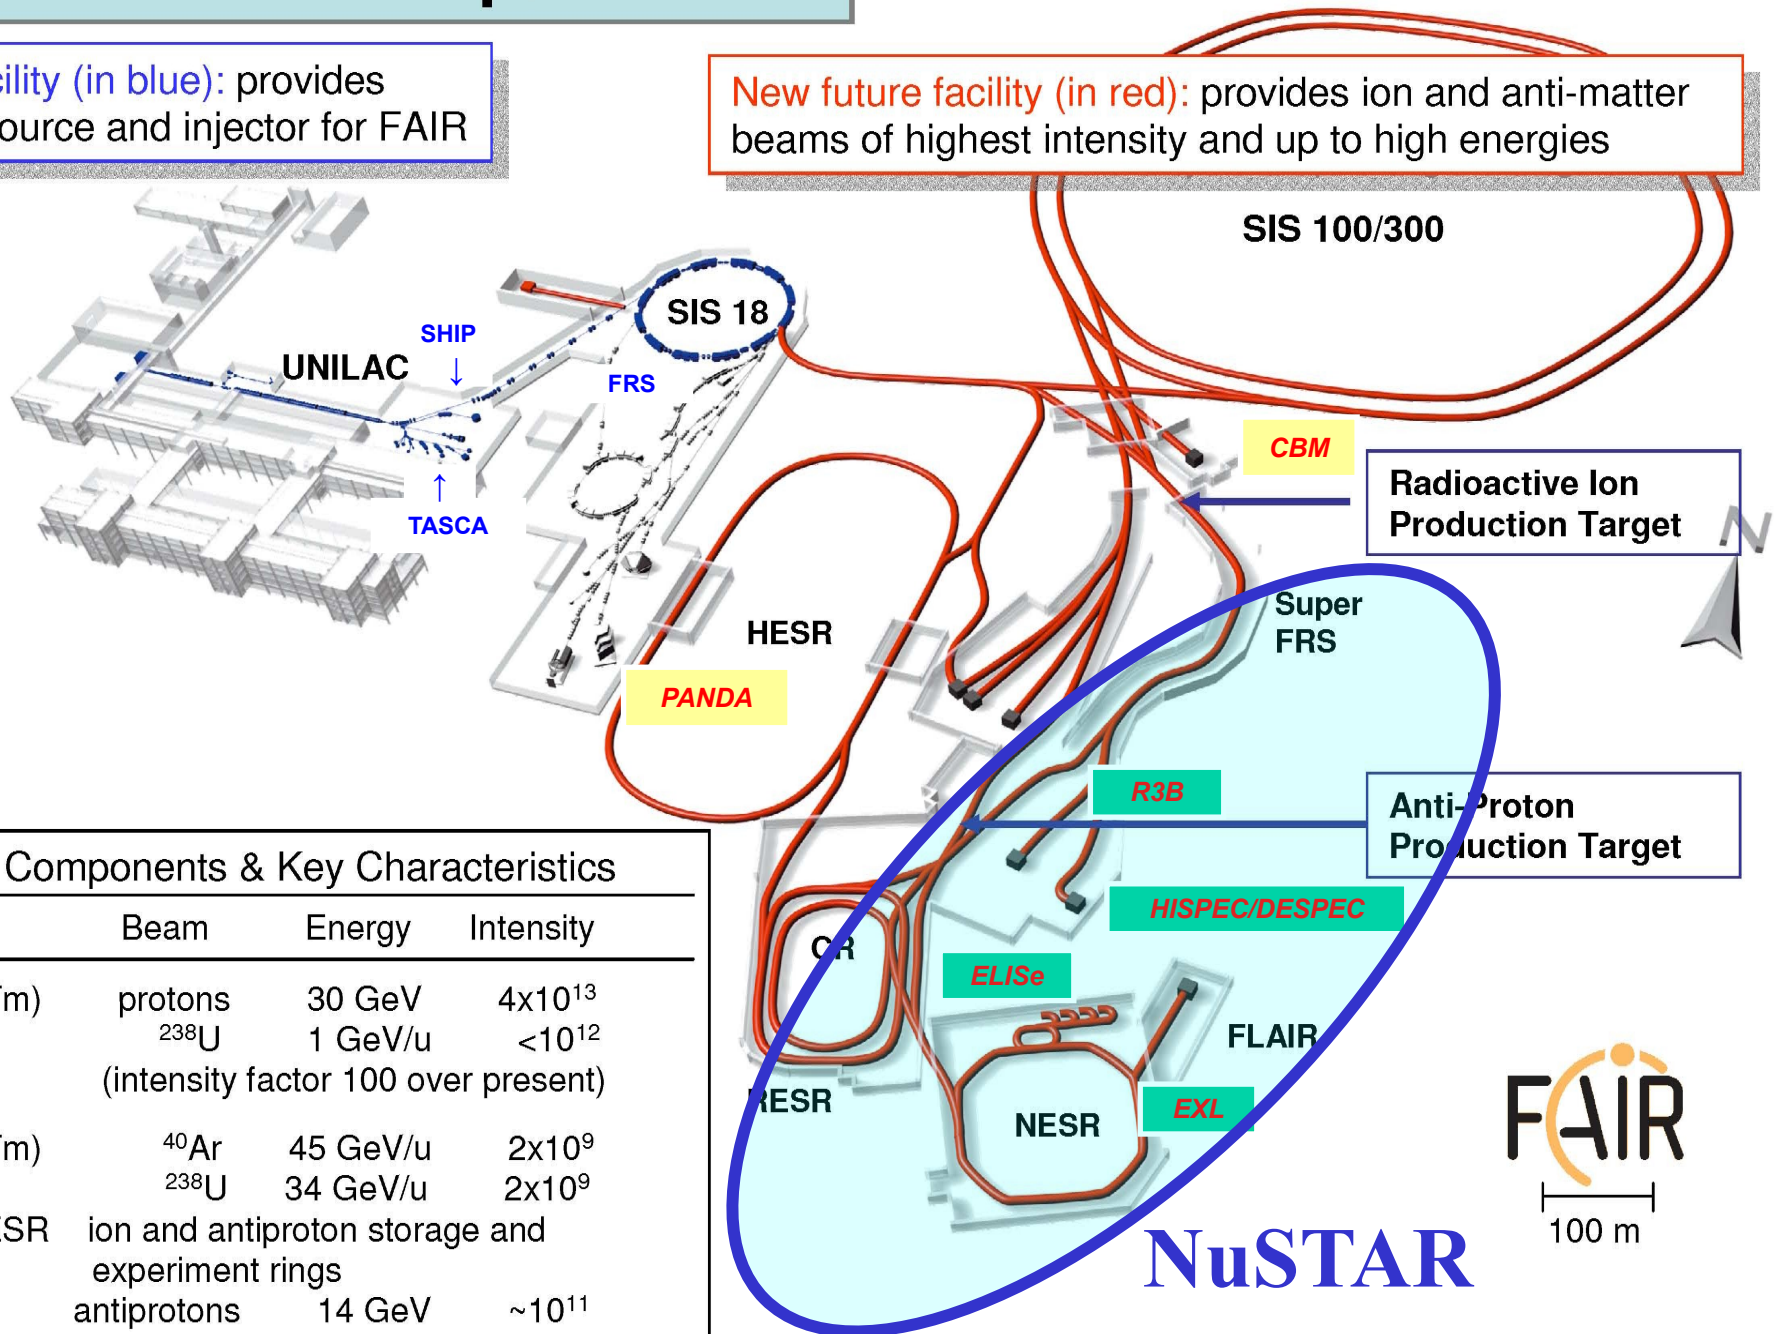 cility (in blue): provides
ource and injector for FAIR
New future facility (in red): provides ion and anti-matter
beams of highest intensity and up to high energies
SIS 100/300
SIS 18
SHIP
↓
UNILAC
FRS
CBM
Radioactive Ion
Production Target
N
↑
TASCA
Super
FRS
HESR
PANDA
R3B
Anti-Proton
Production Target
HISPEC/DESPEC
CR
ELISe
FLAIR
RESR
NESR
EXL
FAIR
100 m
NuSTAR
Components & Key Characteristics
Beam Energy Intensity
m) protons 30 GeV 4x10¹³
²³⁸U 1 GeV/u <10¹²
(intensity factor 100 over present)
m) ⁴⁰Ar 45 GeV/u 2x10⁹
²³⁸U 34 GeV/u 2x10⁹
ESR ion and antiproton storage and
experiment rings
antiprotons 14 GeV ~10¹¹